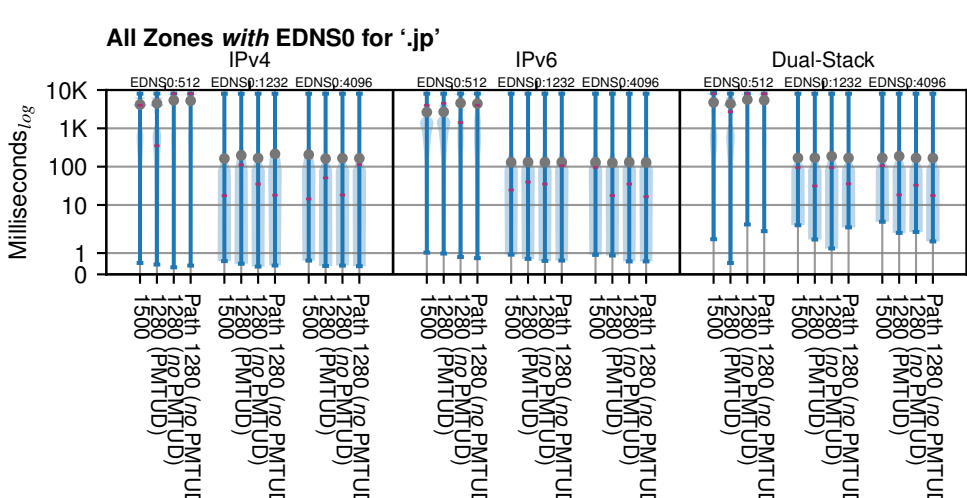 All Zones with EDNS0 for ‘.jp’
IPv4
IPv6
Dual-Stack
EDNS0:512
EDNS0:1232
EDNS0:4096
EDNS0:512
EDNS0:1232
EDNS0:4096
EDNS0:512
EDNS0:1232
EDNS0:4096
Milliseconds log
10K
1K
100
10
1
0
1500
1280 (PMTUD)
1280 (no PMTUD)
Path 1280 (no PMTUD
1500
1280 (PMTUD)
1280 (no PMTUD)
Path 1280 (no PMTUD
1500
1280 (PMTUD)
1280 (no PMTUD)
Path 1280 (no PMTUD
1500
1280 (PMTUD)
1280 (no PMTUD)
Path 1280 (no PMTUD
1500
1280 (PMTUD)
1280 (no PMTUD)
Path 1280 (no PMTUD
1500
1280 (PMTUD)
1280 (no PMTUD)
Path 1280 (no PMTUD
1500
1280 (PMTUD)
1280 (no PMTUD)
Path 1280 (no PMTUD
1500
1280 (PMTUD)
1280 (no PMTUD)
Path 1280 (no PMTUD
1500
1280 (PMTUD)
1280 (no PMTUD)
Path 1280 (no PMTUD